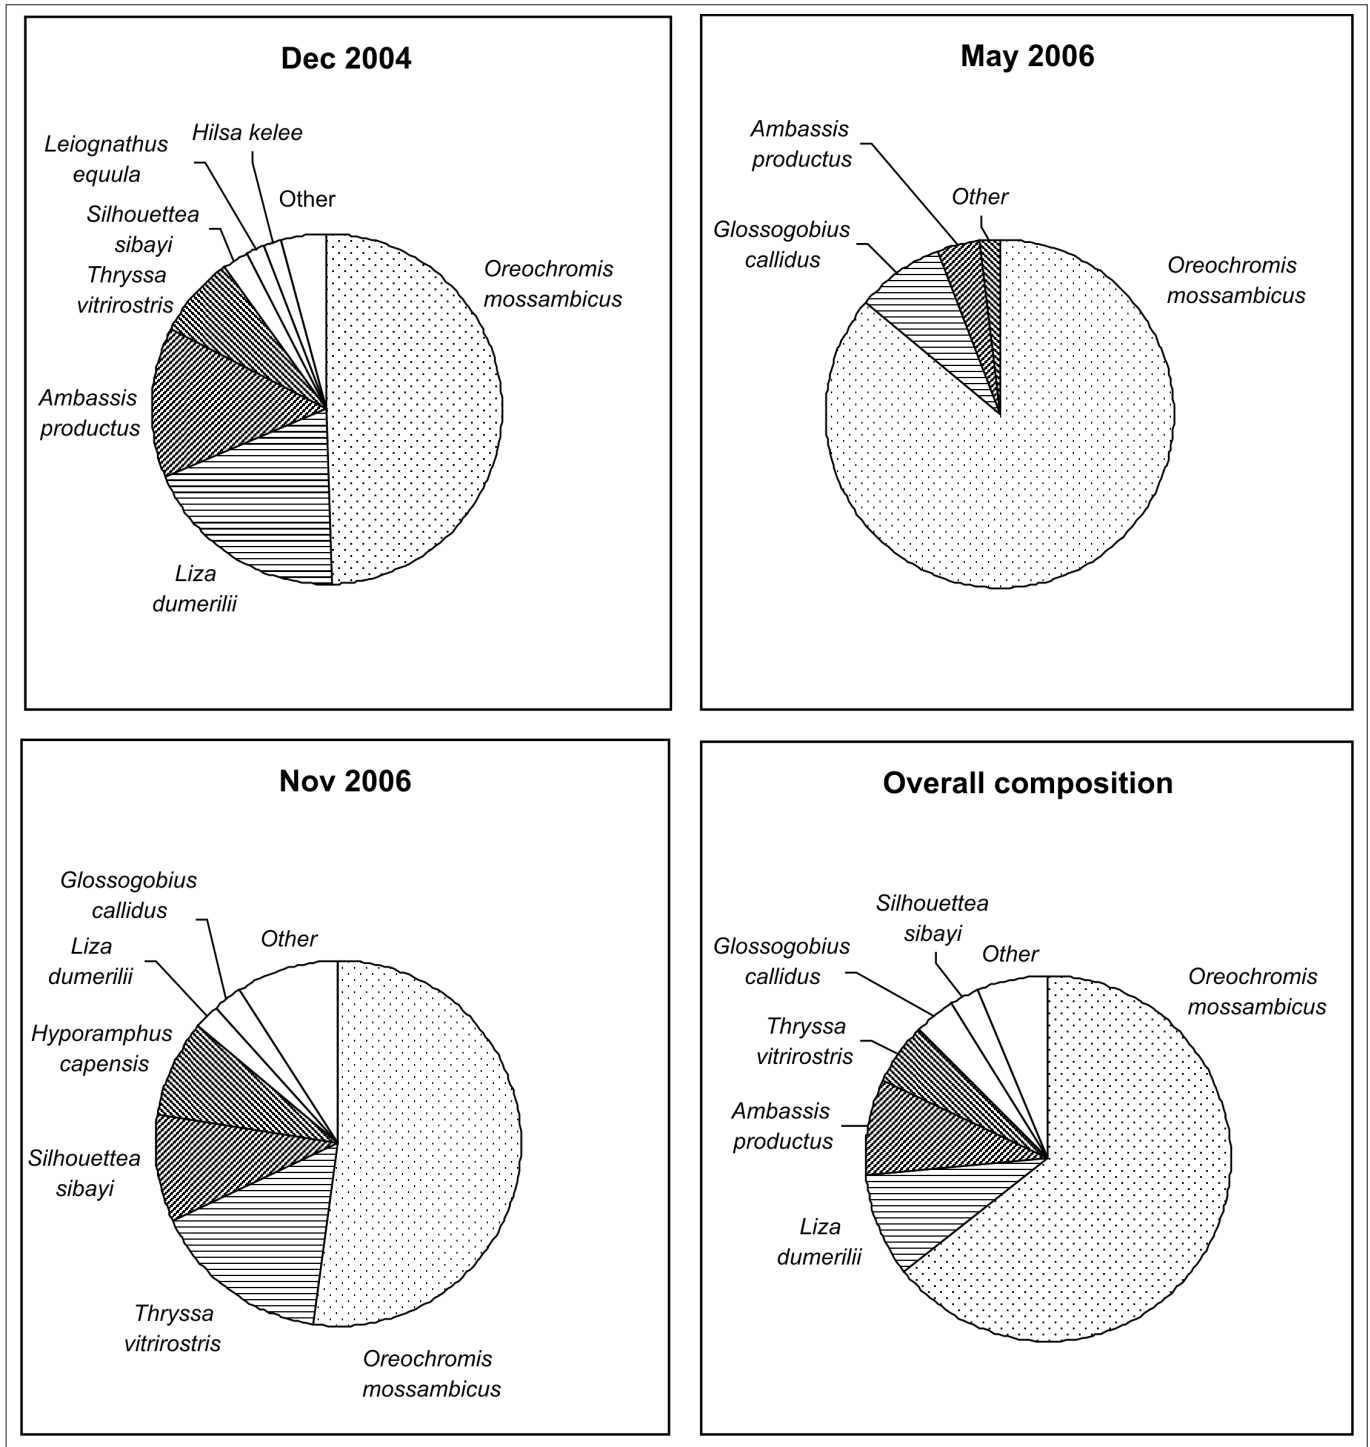 Dec 2004
Hilsa kelee
Leiognathus
equula
Other
Silhouettea
sibayi
Thryssa
vitrirostris
Oreochromis
mossambicus
Ambassis
productus
Liza
dumerilii
May 2006
Ambassis
productus
Other
Glossogobius
callidus
Oreochromis
mossambicus
Nov 2006
Glossogobius
callidus
Other
Liza
dumerilii
Hyporamphus
capensis
Silhouettea
sibayi
Thryssa
vitrirostris
Oreochromis
mossambicus
Overall composition
Silhouettea
sibayi
Other
Glossogobius
callidus
Oreochromis
mossambicus
Thryssa
vitrirostris
Ambassis
productus
Liza
dumerilii